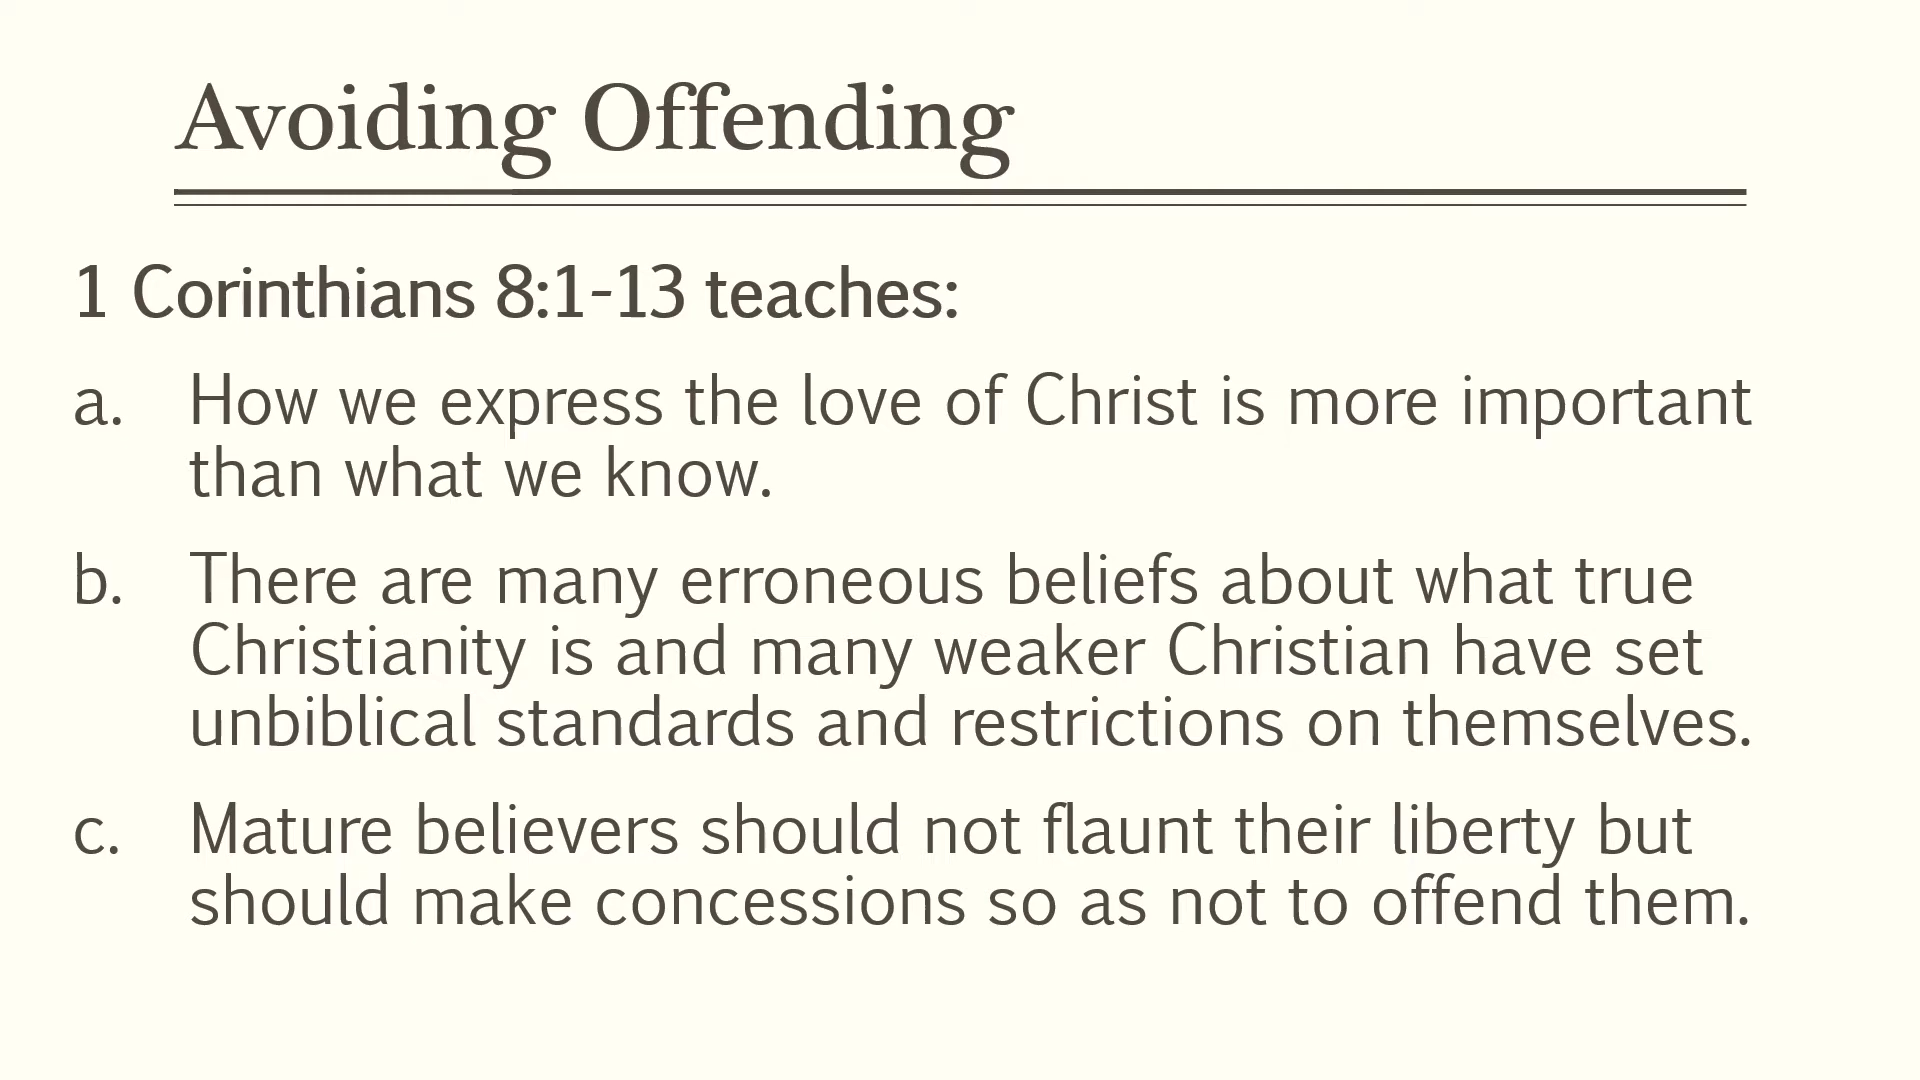 Avoiding Offending
1 Corinthians 8:1-13 teaches:
a. How we express the love of Christ is more important
than what we know.
b. There are many erroneous beliefs about what true
Christianity is and many weaker Christian have set
unbiblical standards and restrictions on themselves.
c. Mature believers should not flaunt their liberty but
should make concessions so as not to offend them.